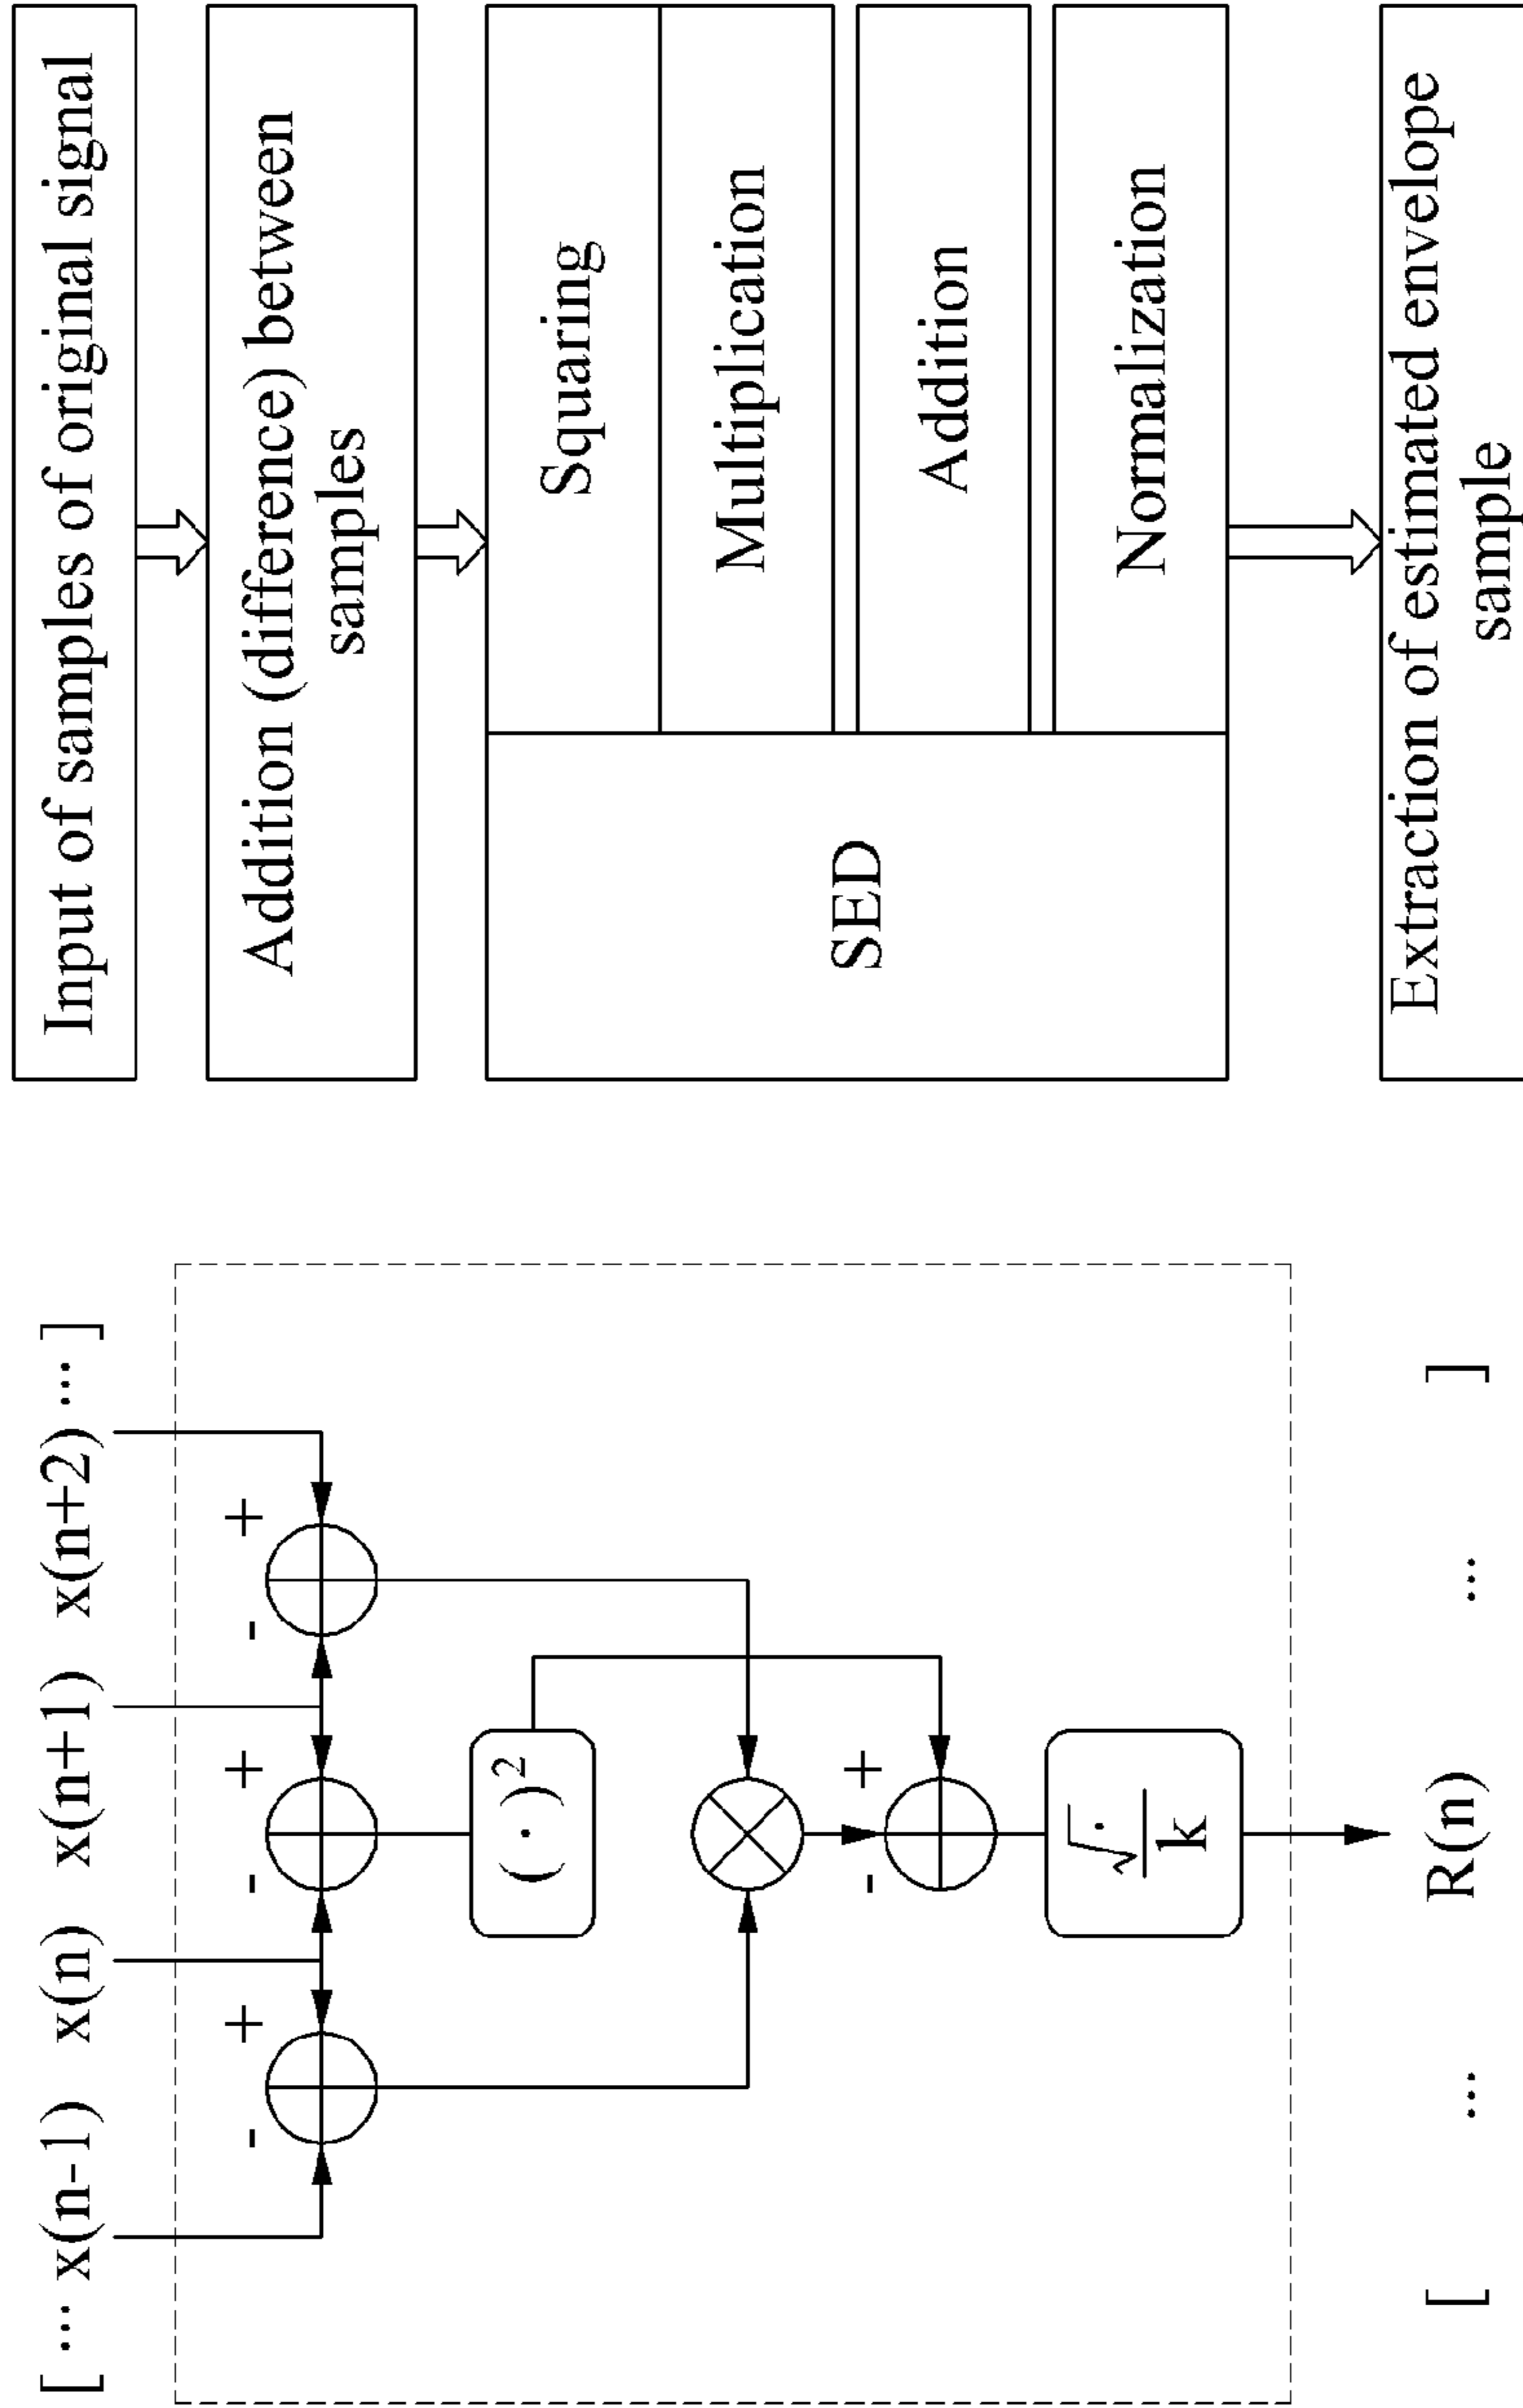 [ ... x(n-1) x(n) x(n+1) x(n+2) ... ]
- + - + - +
( · )²
- +
√·
k
[ ... R(n) ... ]
Input of samples of original signal
Addition (difference) between
samples
SED
Squaring
Multiplication
Addition
Normalization
Extraction of estimated envelope
sample